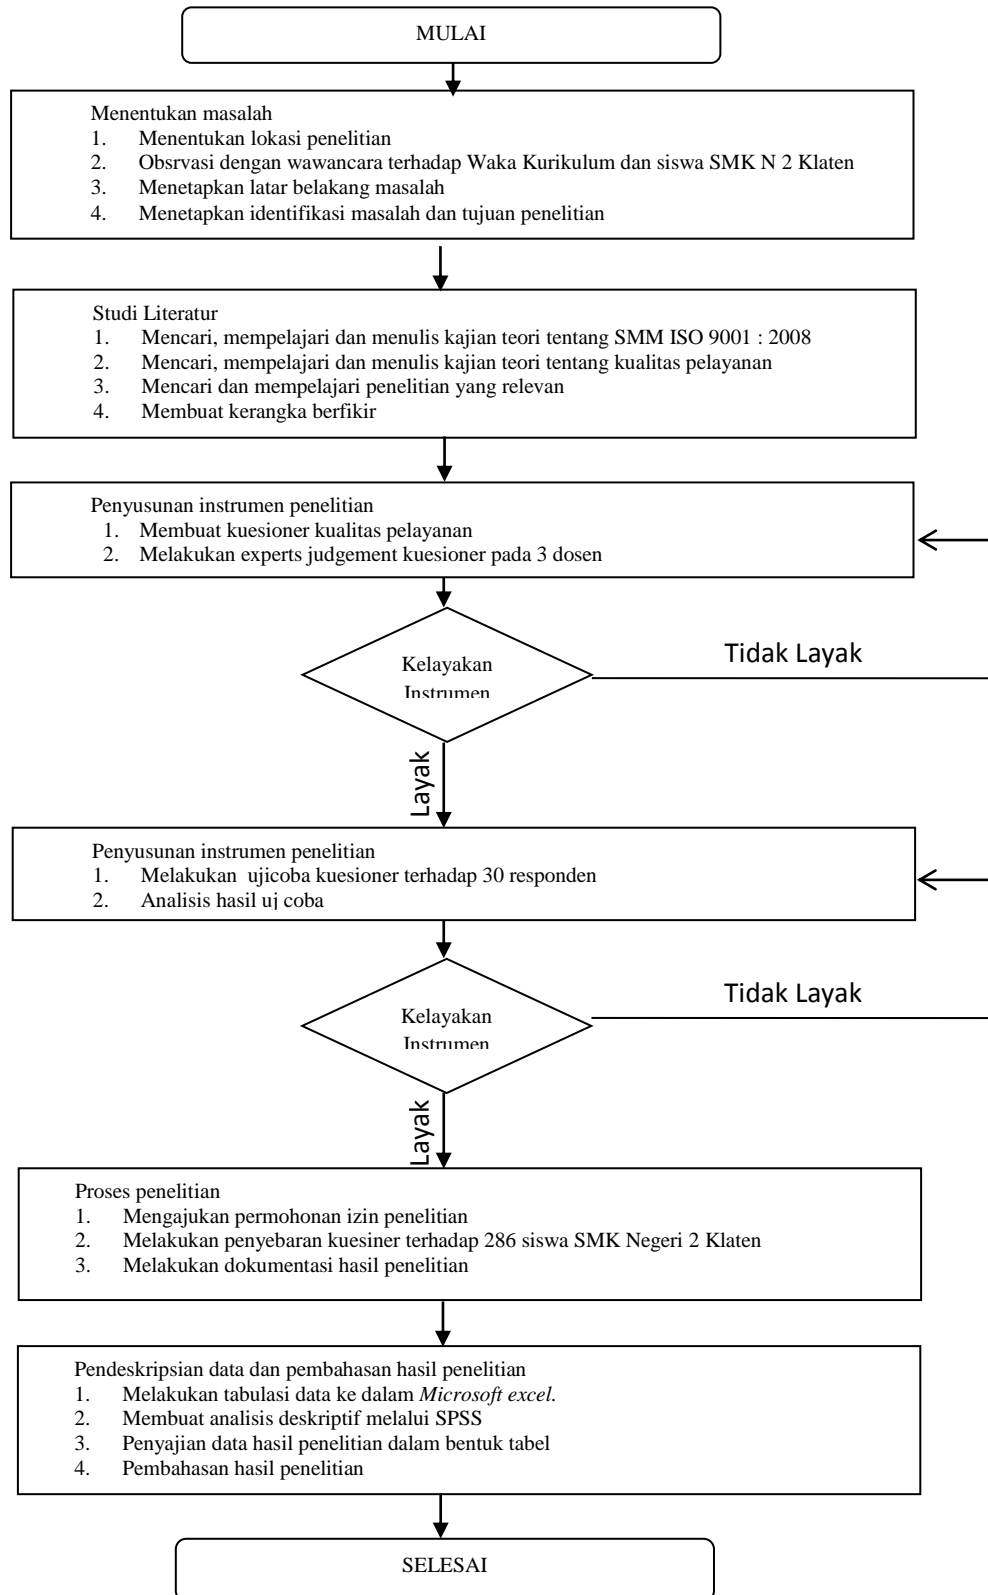 MULAI
Menentukan masalah
1. Menentukan lokasi penelitian
2. Obsrvasi dengan wawancara terhadap Waka Kurikulum dan siswa SMK N 2 Klaten
3. Menetapkan latar belakang masalah
4. Menetapkan identifikasi masalah dan tujuan penelitian
Studi Literatur
1. Mencari, mempelajari dan menulis kajian teori tentang SMM ISO 9001 : 2008
2. Mencari, mempelajari dan menulis kajian teori tentang kualitas pelayanan
3. Mencari dan mempelajari penelitian yang relevan
4. Membuat kerangka berfikir
Penyusunan instrumen penelitian
1. Membuat kuesioner kualitas pelayanan
2. Melakukan experts judgement kuesioner pada 3 dosen
Kelayakan
Instrumen
Tidak Layak
Layak
Penyusunan instrumen penelitian
1. Melakukan ujicoba kuesioner terhadap 30 responden
2. Analisis hasil uj coba
Kelayakan
Instrumen
Tidak Layak
Layak
Proses penelitian
1. Mengajukan permohonan izin penelitian
2. Melakukan penyebaran kuesiner terhadap 286 siswa SMK Negeri 2 Klaten
3. Melakukan dokumentasi hasil penelitian
Pendeskripsian data dan pembahasan hasil penelitian
1. Melakukan tabulasi data ke dalam Microsoft excel.
2. Membuat analisis deskriptif melalui SPSS
3. Penyajian data hasil penelitian dalam bentuk tabel
4. Pembahasan hasil penelitian
SELESAI